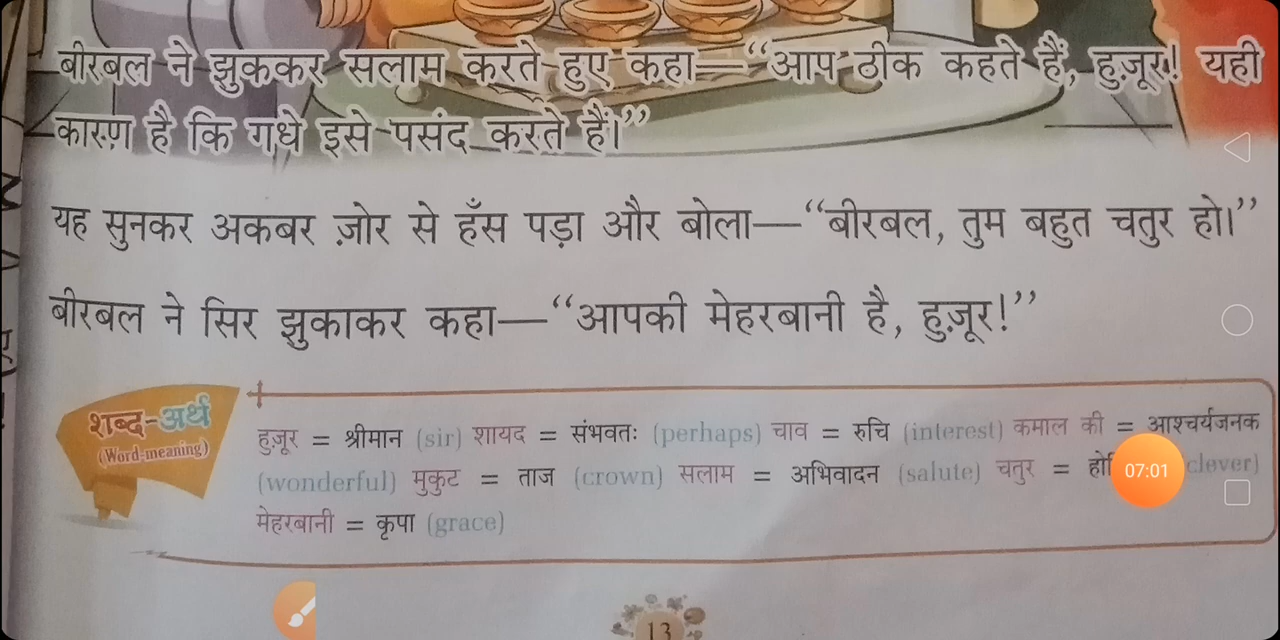 बीरबल ने झुककर सलाम करते हुए कहा—“आप ठीक कहते हैं, हुज़ूर! यही
कारण है कि गधे इसे पसंद करते हैं।”
यह सुनकर अकबर ज़ोर से हँस पड़ा और बोला—“बीरबल, तुम बहुत चतुर हो।”
बीरबल ने सिर झुकाकर कहा—“आपकी मेहरबानी है, हुज़ूर!”
शब्द-अर्थ
(Word-meaning)
हुज़ूर = श्रीमान (sir) शायद = संभवतः (perhaps) चाव = रुचि (interest) कमाल की = आश्चर्यजनक
(wonderful) मुकुट = ताज (crown) सलाम = अभिवादन (salute) चतुर = clever)
मेहरबानी = कृपा (grace)
07:01
13